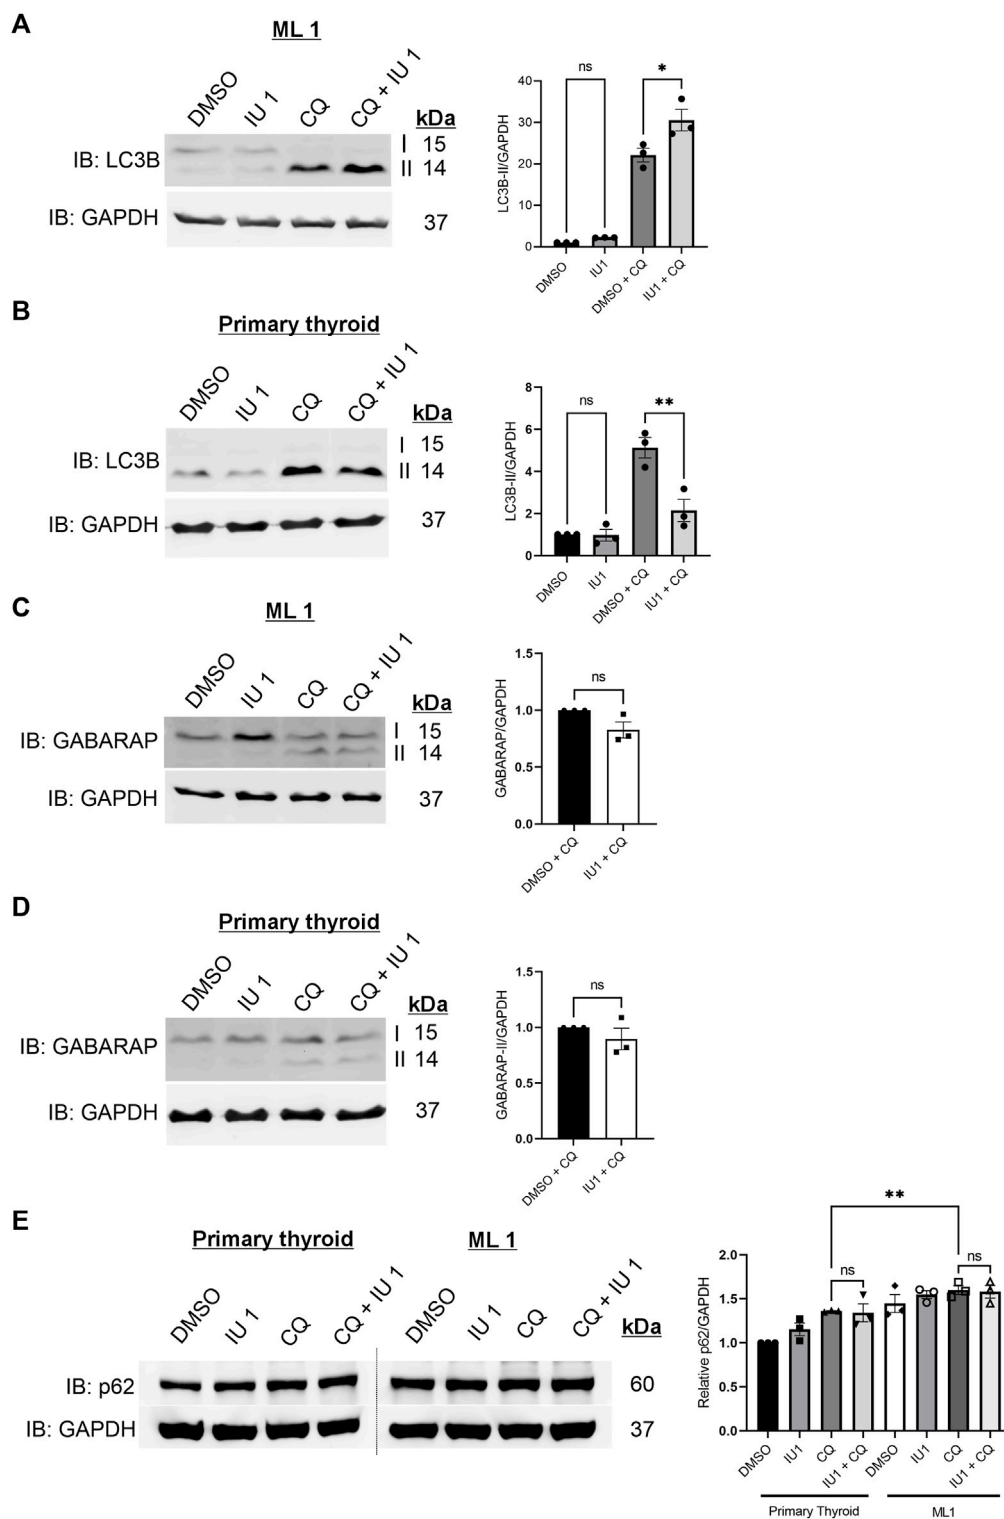 A
ML 1
DMSO
IU 1
CQ
CQ + IU 1
kDa
IB: LC3B
I 15
II 14
IB: GAPDH
37
LC3B-II/GAPDH
40
30
20
10
0
ns
*
DMSO
IU1
DMSO + CQ
IU1 + CQ
B
Primary thyroid
DMSO
IU 1
CQ
CQ + IU 1
kDa
IB: LC3B
I 15
II 14
IB: GAPDH
37
LC3B-II/GAPDH
8
6
4
2
0
ns
**
DMSO
IU1
DMSO + CQ
IU1 + CQ
C
ML 1
DMSO
IU 1
CQ
CQ + IU 1
kDa
IB: GABARAP
I 15
II 14
IB: GAPDH
37
GABARAP/GAPDH
1.5
1.0
0.5
0.0
ns
DMSO + CQ
IU1 + CQ
D
Primary thyroid
DMSO
IU 1
CQ
CQ + IU 1
kDa
IB: GABARAP
I 15
II 14
IB: GAPDH
37
GABARAP-II/GAPDH
1.5
1.0
0.5
0.0
ns
DMSO + CQ
IU1 + CQ
E
Primary thyroid
ML 1
DMSO
IU 1
CQ
CQ + IU 1
DMSO
IU 1
CQ
CQ + IU 1
kDa
IB: p62
60
IB: GAPDH
37
Relative p62/GAPDH
2.0
1.5
1.0
0.5
0.0
**
ns
ns
DMSO
IU1
CQ
IU1 + CQ
DMSO
IU1
CQ
IU1 + CQ
Primary Thyroid
ML1